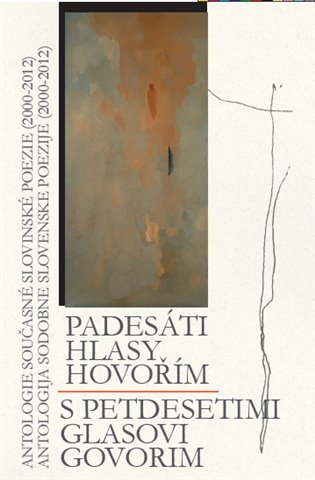 ANTOLOGIE SOUČASNÉ SLOVINSKÉ POEZIE (2000-2012)
ANTOLOGIJA SODOBNE SLOVENSKE POEZIJE (2000-2012)
PADESÁTI
HLASY
HOVOŘÍM
S PETDESETIMI
GLASOVI
GOVORIM